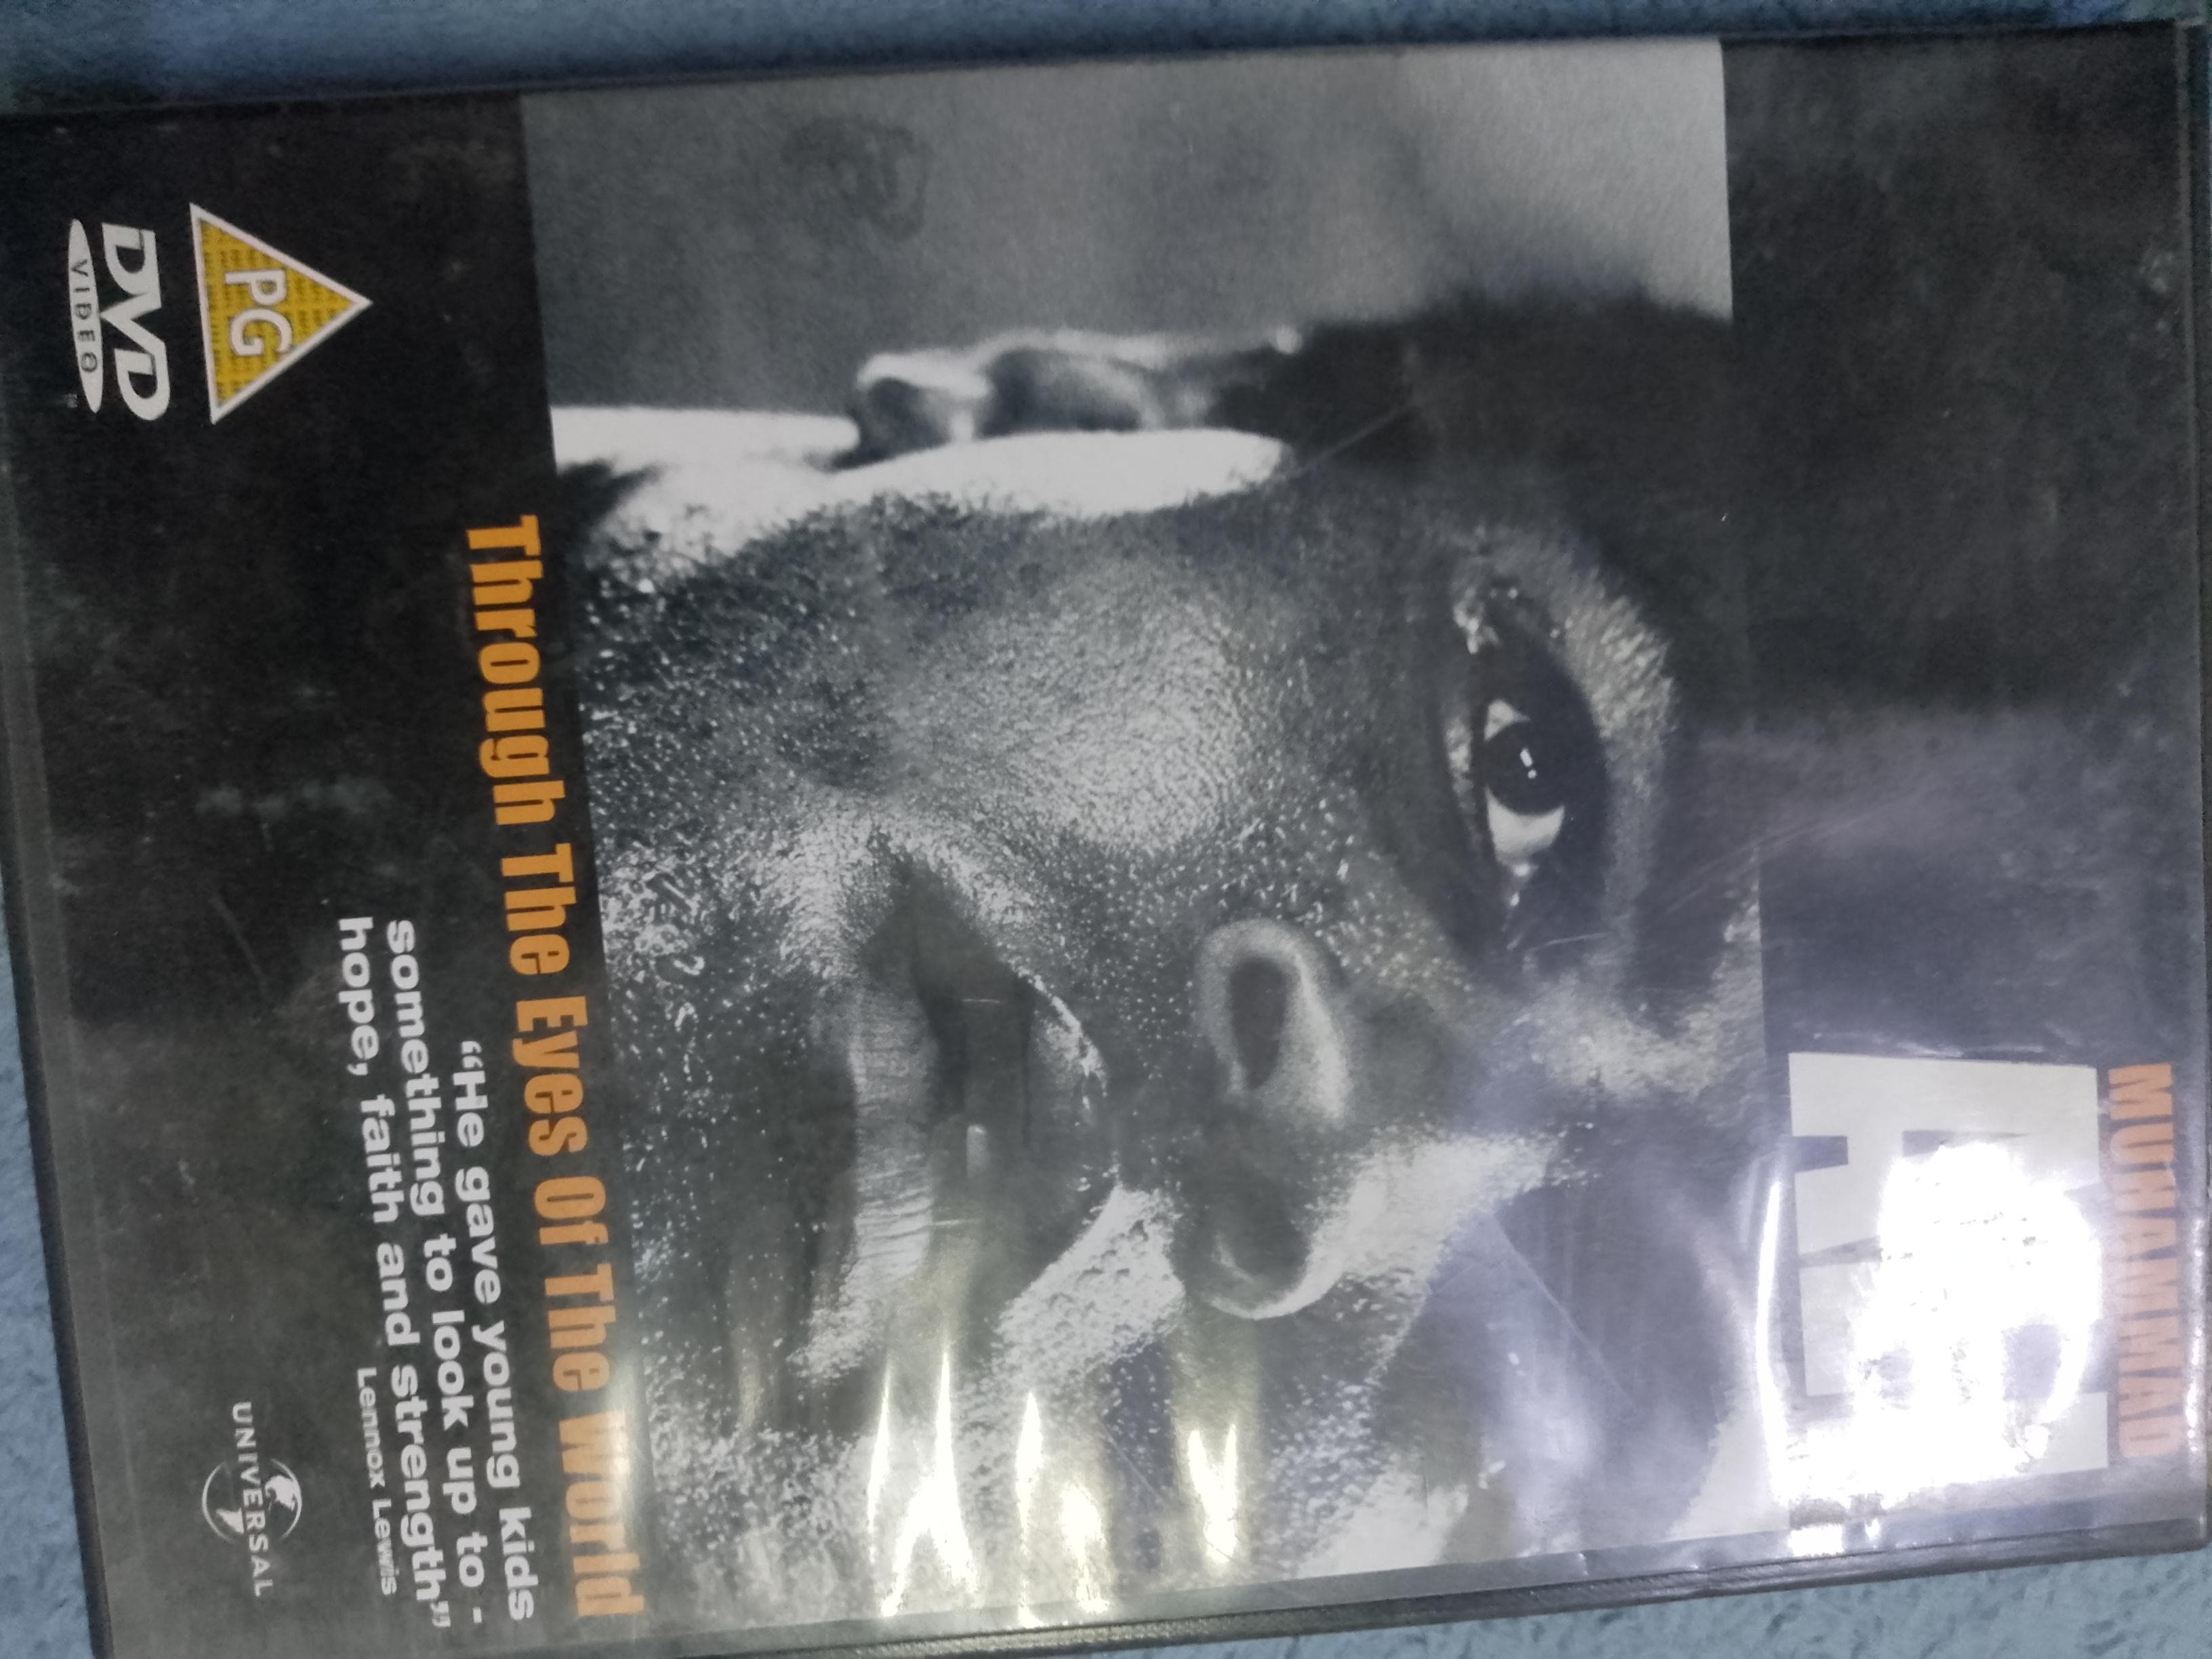 MUHAMMAD
ALI
Through The Eyes Of The World
“He gave young kids
something to look up to -
hope, faith and strength”
Lennox Lewis
PG
DVD
VIDEO
UNIVERSAL